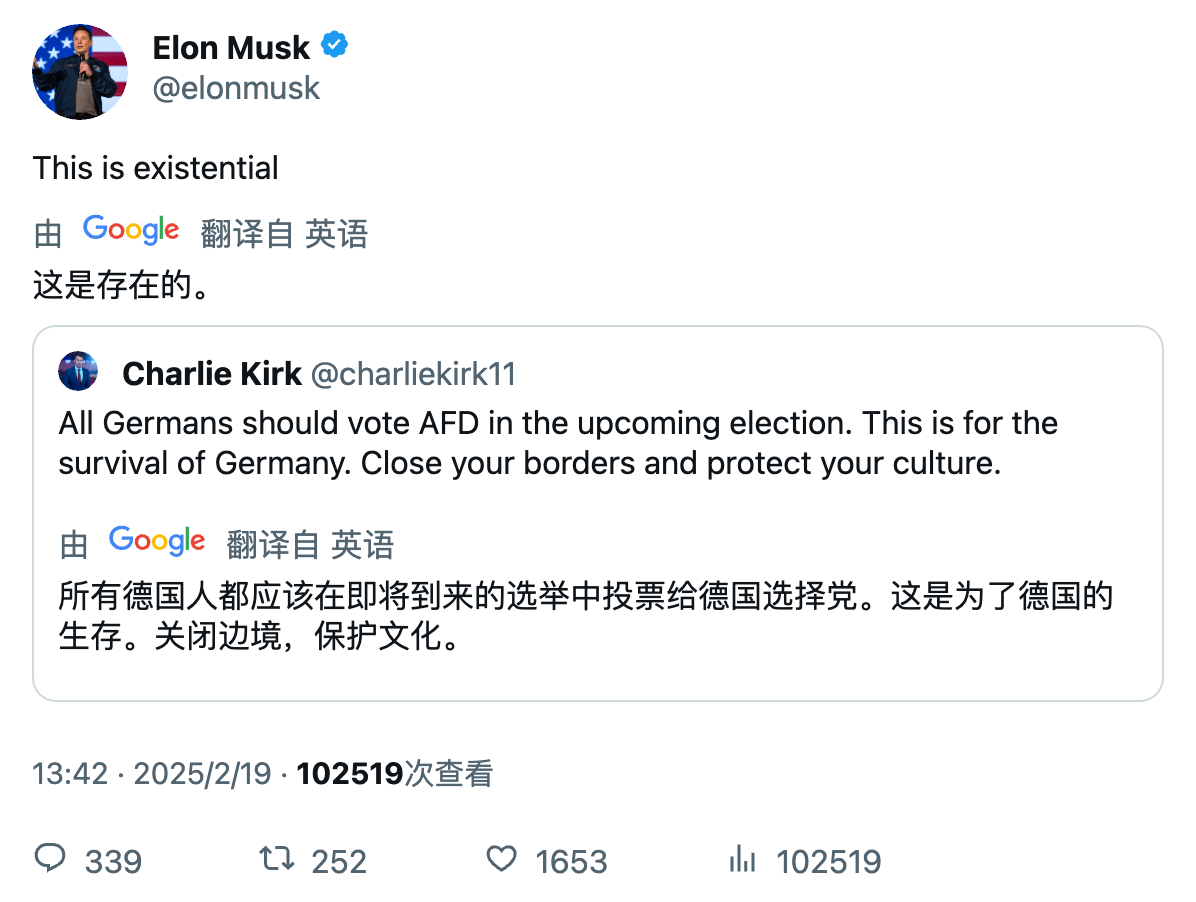 Elon Musk
@elonmusk
This is existential
由 Google 翻译自 英语
这是存在的。
Charlie Kirk @charliekirk11
All Germans should vote AFD in the upcoming election. This is for the
survival of Germany. Close your borders and protect your culture.
由 Google 翻译自 英语
所有德国人都应该在即将到来的选举中投票给德国选择党。这是为了德国的
生存。关闭边境，保护文化。
13:42 · 2025/2/19 · 102519次查看
339 252 1653 102519